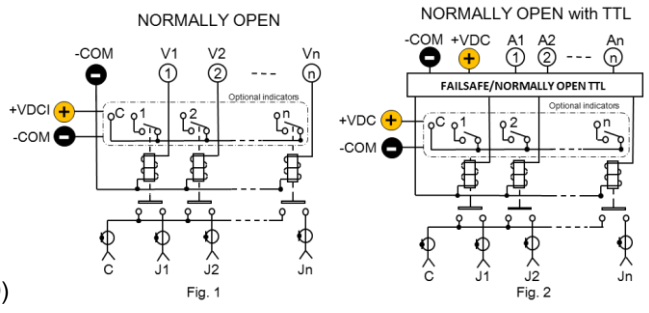 NORMALLY OPEN
-COM V1 V2 Vn
1 2 ---- n
Optional indicators
+VDCI
-COM
C 1 2 n
C J1 J2 Jn
Fig. 1
)
NORMALLY OPEN with TTL
-COM +VDC A1 A2 An
1 2 ---- n
FAILSAFE/NORMALLY OPEN TTL
Optional indicators
+VDC
-COM
C 1 2 n
C J1 J2 Jn
Fig. 2